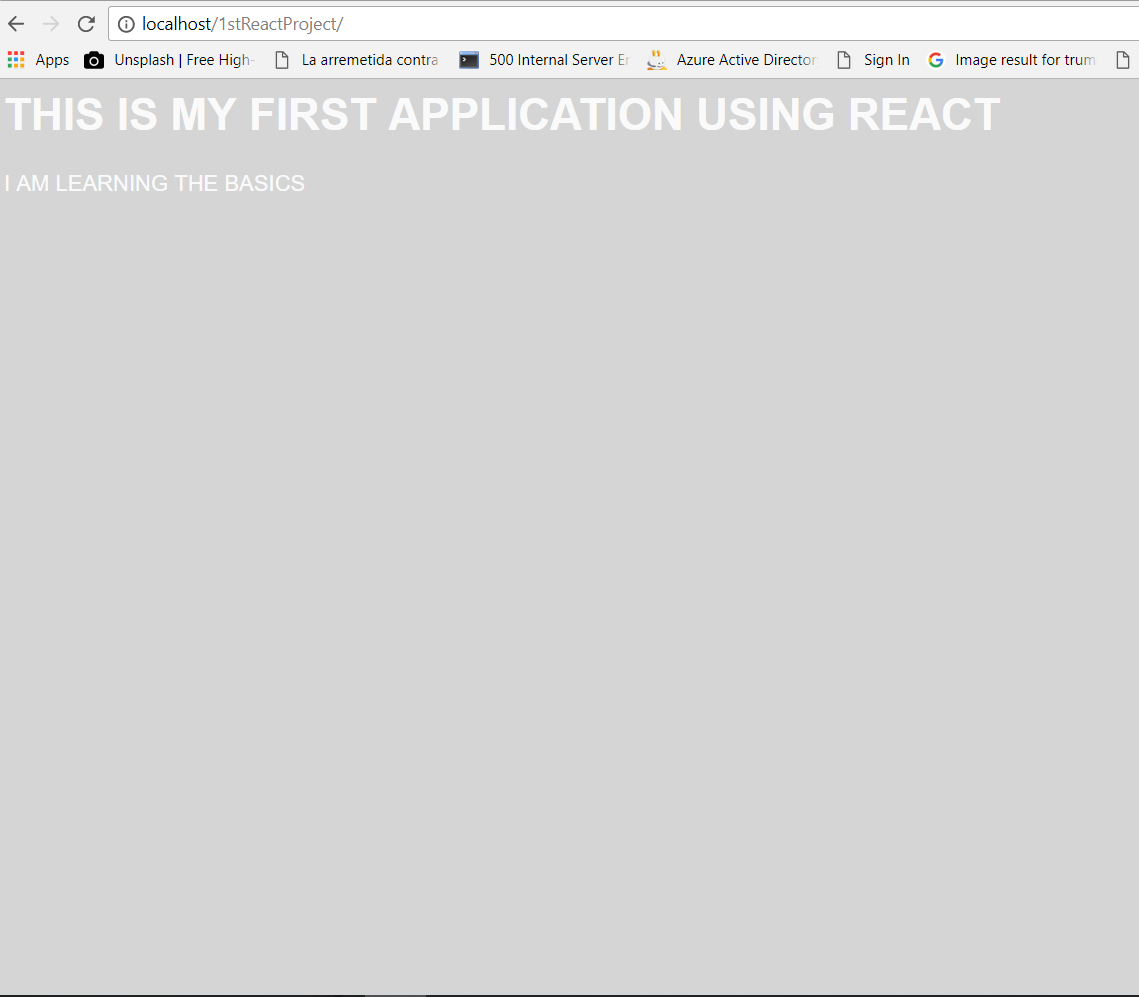 localhost/1stReactProject/
Apps Unsplash | Free High- La arremetida contra 500 Internal Server Er Azure Active Director Sign In Image result for trum
THIS IS MY FIRST APPLICATION USING REACT
I AM LEARNING THE BASICS